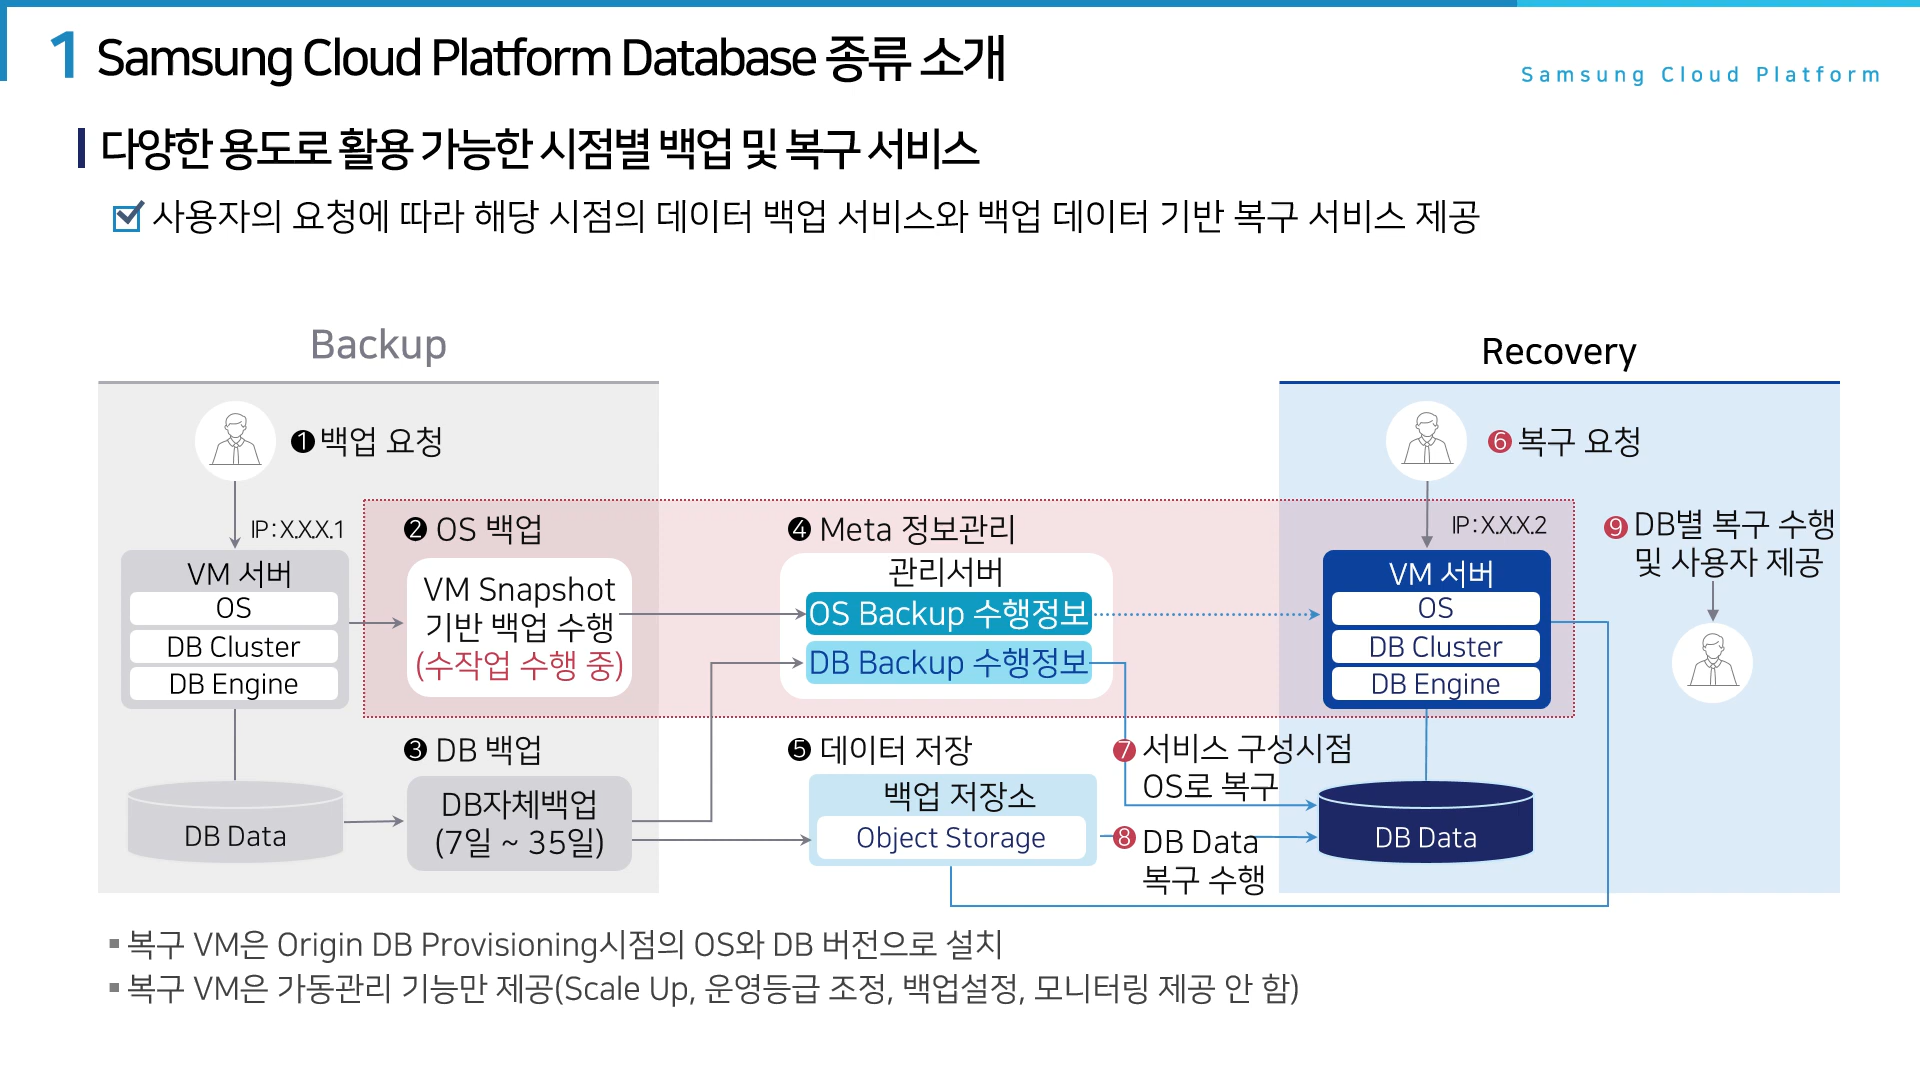 1 Samsung Cloud Platform Database 종류 소개
Samsung Cloud Platform
다양한 용도로 활용 가능한 시점별 백업 및 복구 서비스
사용자의 요청에 따라 해당 시점의 데이터 백업 서비스와 백업 데이터 기반 복구 서비스 제공
Backup
❶ 백업 요청
IP:X.X.X.1
VM 서버
OS
DB Cluster
DB Engine
DB Data
❷ OS 백업
VM Snapshot
기반 백업 수행
(수작업 수행 중)
❸ DB 백업
DB자체백업
(7일 ~ 35일)
❹ Meta 정보관리
관리서버
OS Backup 수행정보
DB Backup 수행정보
❺ 데이터 저장
백업 저장소
Object Storage
Recovery
❻ 복구 요청
IP:X.X.X.2
VM 서버
OS
DB Cluster
DB Engine
❼ 서비스 구성시점
OS로 복구
❽ DB Data
복구 수행
DB Data
❾ DB별 복구 수행
및 사용자 제공
▪ 복구 VM은 Origin DB Provisioning시점의 OS와 DB 버전으로 설치
▪ 복구 VM은 가동관리 기능만 제공(Scale Up, 운영등급 조정, 백업설정, 모니터링 제공 안 함)